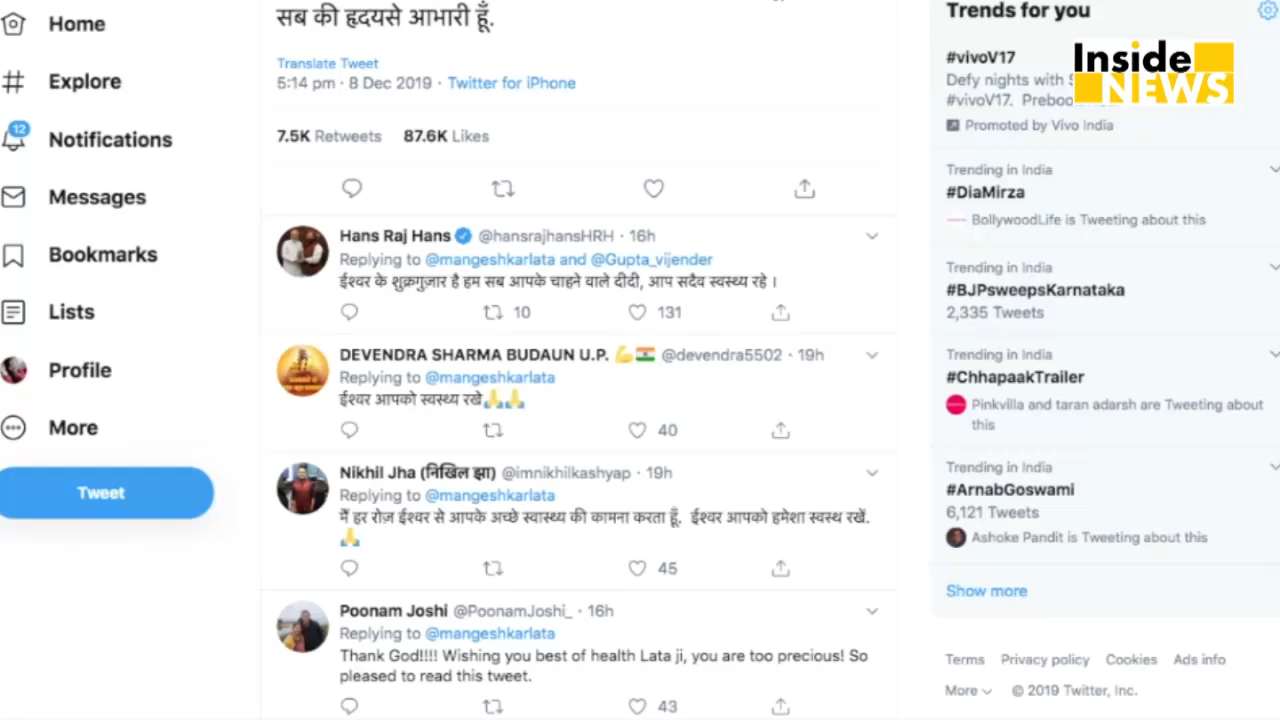 Home
Explore
12
Notifications
Messages
Bookmarks
Lists
Profile
More
Tweet
सब की हृदयसे आभारी हूँ.
Translate Tweet
5:14 pm · 8 Dec 2019 · Twitter for iPhone
7.5K Retweets 87.6K Likes
Hans Raj Hans @hansrajhansHRH · 16h
Replying to @mangeshkarlata and @Gupta_vijender
ईश्वर के शुक्रगुज़ार है हम सब आपके चाहने वाले दीदी, आप सदैव स्वस्थ्य रहे ।
10 131
DEVENDRA SHARMA BUDAUN U.P. 💪🇮🇳 @devendra5502 · 19h
Replying to @mangeshkarlata
ईश्वर आपको स्वस्थ्य रखे🙏🙏
40
Nikhil Jha (निखिल झा) @imnikhilkashyap · 19h
Replying to @mangeshkarlata
मैं हर रोज़ ईश्वर से आपके अच्छे स्वास्थ्य की कामना करता हूँ. ईश्वर आपको हमेशा स्वस्थ रखें.
🙏
45
Poonam Joshi @PoonamJoshi_ · 16h
Replying to @mangeshkarlata
Thank God!!!! Wishing you best of health Lata ji, you are too precious! So
pleased to read this tweet.
43
Trends for you
Inside
NEWS
#vivoV17
Defy nights with
#vivoV17.
Promoted by Vivo India
Trending in India
#DiaMirza
BollywoodLife is Tweeting about this
Trending in India
#BJPsweepsKarnataka
2,335 Tweets
Trending in India
#ChhapaakTrailer
Pinkvilla and taran adarsh are Tweeting about
this
Trending in India
#ArnabGoswami
6,121 Tweets
Ashoke Pandit is Tweeting about this
Show more
Terms Privacy policy Cookies Ads info
More © 2019 Twitter, Inc.